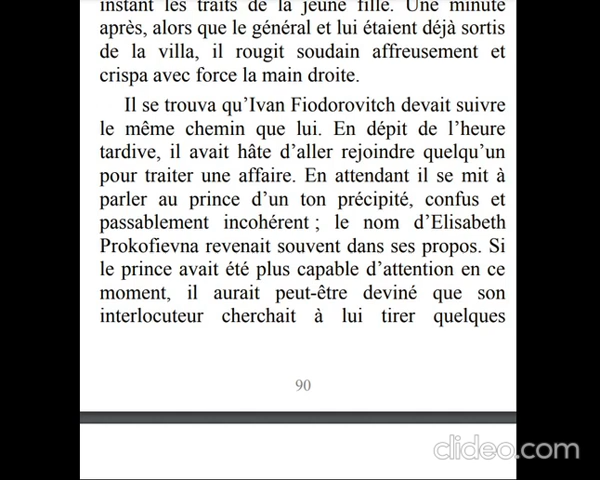 instant les traits de la jeune fille. Une minute
après, alors que le général et lui étaient déjà sortis
de la villa, il rougit soudain affreusement et
crispa avec force la main droite.
Il se trouva qu’Ivan Fiodorovitch devait suivre
le même chemin que lui. En dépit de l’heure
tardive, il avait hâte d’aller rejoindre quelqu’un
pour traiter une affaire. En attendant il se mit à
parler au prince d’un ton précipité, confus et
passablement incohérent ; le nom d’Elisabeth
Prokofievna revenait souvent dans ses propos. Si
le prince avait été plus capable d’attention en ce
moment, il aurait peut-être deviné que son
interlocuteur cherchait à lui tirer quelques
90
clideo.com